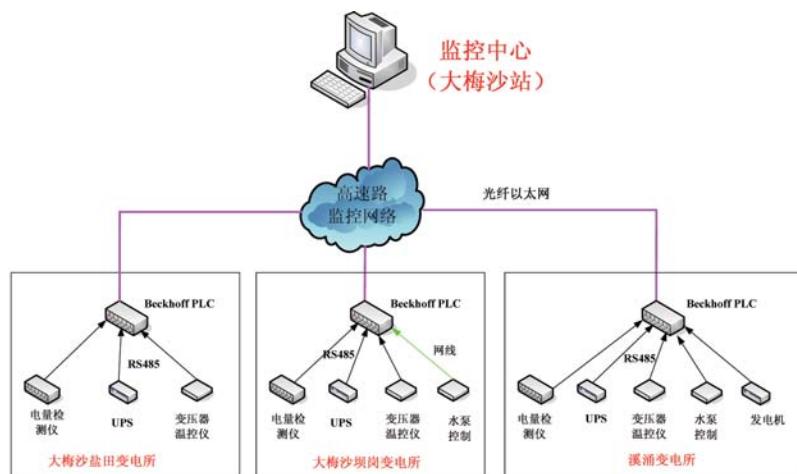 监控中心
（大梅沙站）
高速路
监控网络
光纤以太网
Beckhoff PLC
RS485
电量检
测仪
UPS
变压器
温控仪
大梅沙盐田变电所
Beckhoff PLC
RS485
网线
电量检
测仪
UPS
变压器
温控仪
水泵
控制
大梅沙坝岗变电所
Beckhoff PLC
RS485
电量检
测仪
UPS
变压器
温控仪
水泵
控制
发电机
溪涌变电所